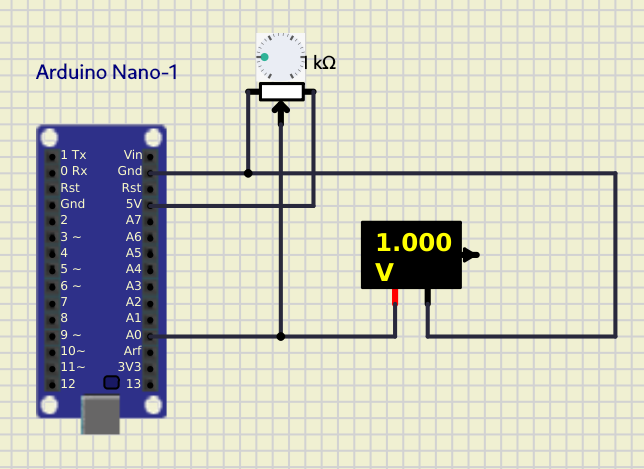 Arduino Nano-1
1 kΩ
1 Tx Vin
0 Rx Gnd
Rst Rst
Gnd 5V
2 A7
3 ~ A6
4 A5
5 ~ A4
6 ~ A3
7 A2
8 A1
9 ~ A0
10~ Arf
11~ 3V3
12 13
1.000
V